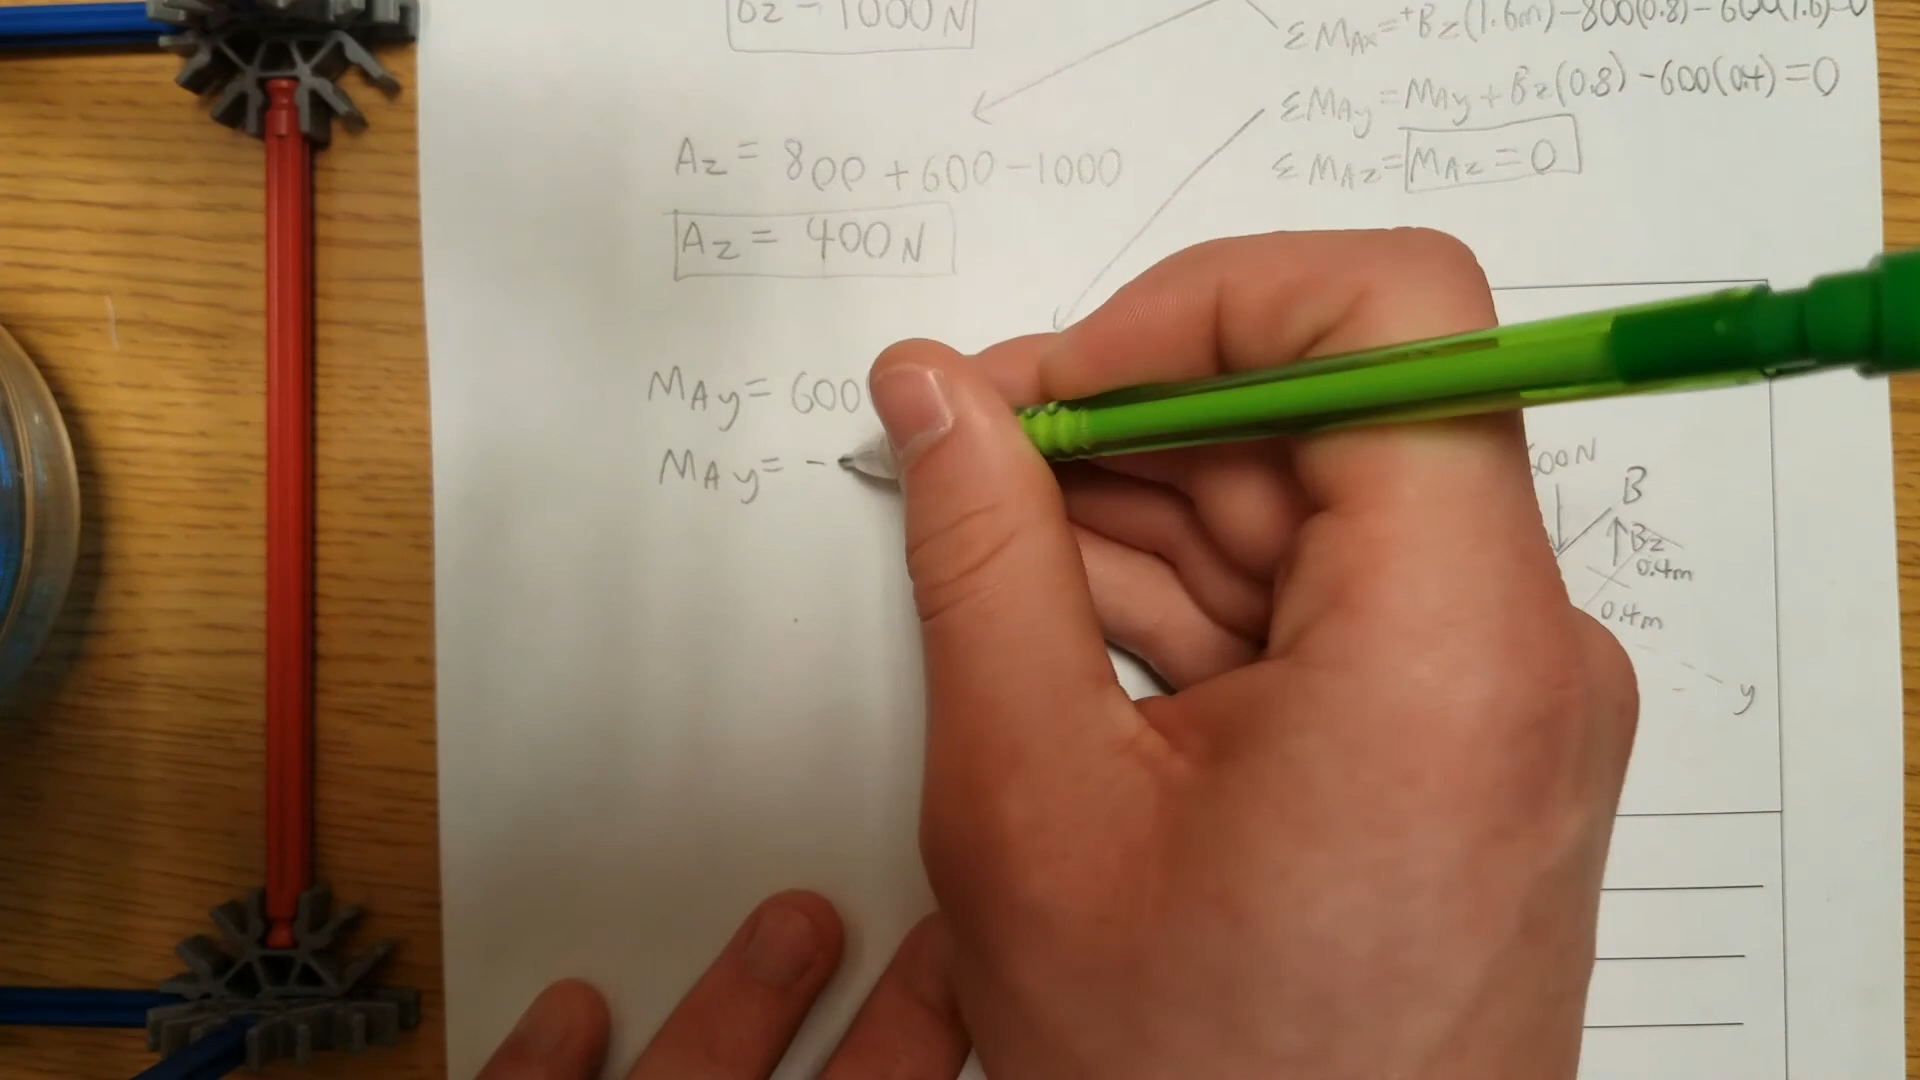 Bz = 1000N
ΣMAx=+Bz(1.6m)-800(0.8)-600(1.6)=0
ΣMAy=MAy+Bz(0.8)-600(0.4)=0
ΣMAz=MAz=0
Az=800+600-1000
Az=400N
MAy=600
MAy=-
600N
B
Bz
0.4m
0.4m
y